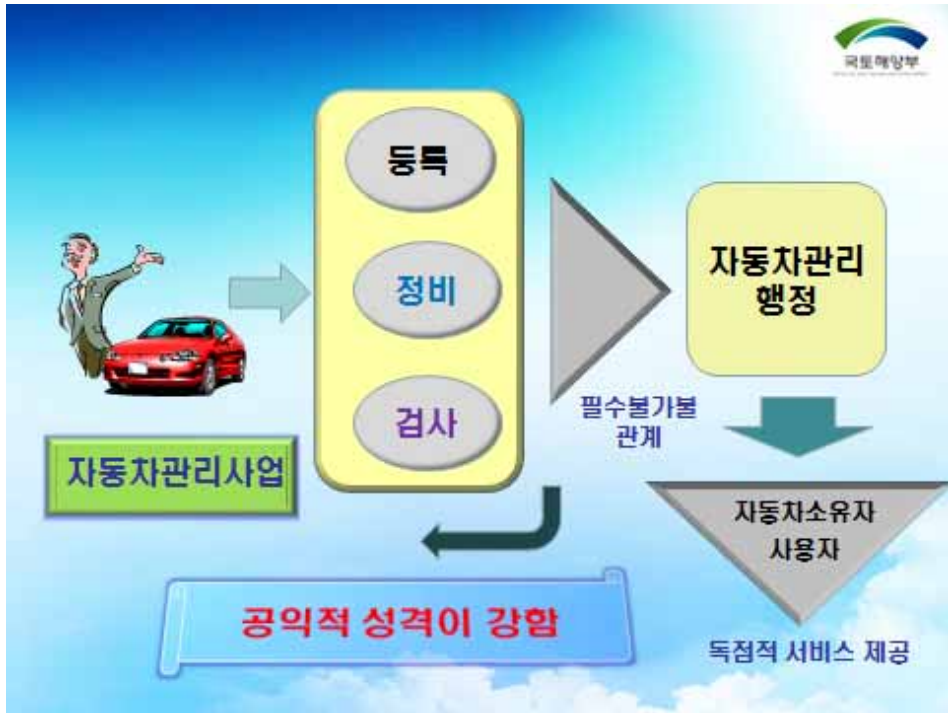 국토해양부
등록
정비
검사
자동차관리사업
필수불가불
관계
자동차관리
행정
자동차소유자
사용자
독점적 서비스 제공
공익적 성격이 강함